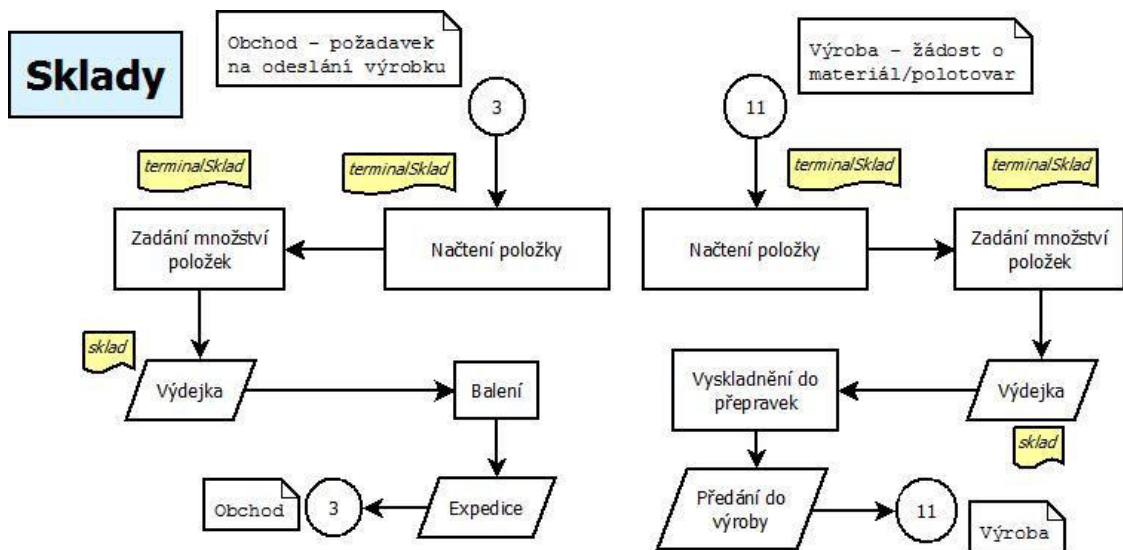 Sklady
Obchod - požadavek
na odeslání výrobku
Výroba - žádost o
materiál/polotovar
3
11
terminalSklad
terminalSklad
terminalSklad
terminalSklad
Zadání množství
položek
Načtení položky
Načtení položky
Zadání množství
položek
sklad
Výdejka
Balení
Vyskladnění do
přepravek
Výdejka
sklad
Obchod
3
Expedice
Předání do
výroby
11
Výroba